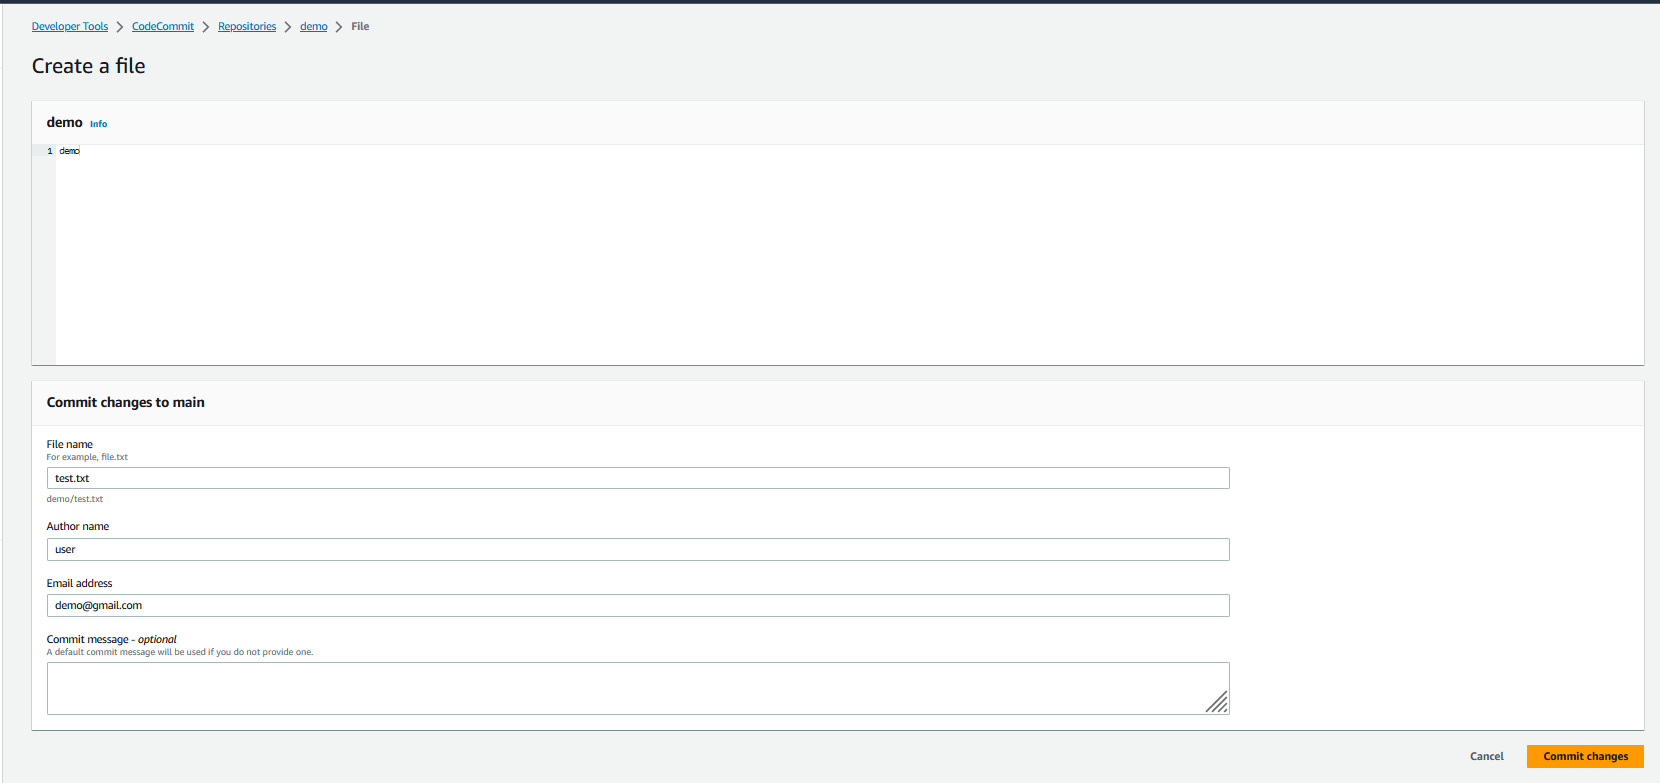 Developer Tools > CodeCommit > Repositories > demo > File
Create a file
demo Info
1 demo
Commit changes to main
File name
For example, file.txt
test.txt
demo/test.txt
Author name
user
Email address
demo@gmail.com
Commit message - optional
A default commit message will be used if you do not provide one.
Cancel Commit changes